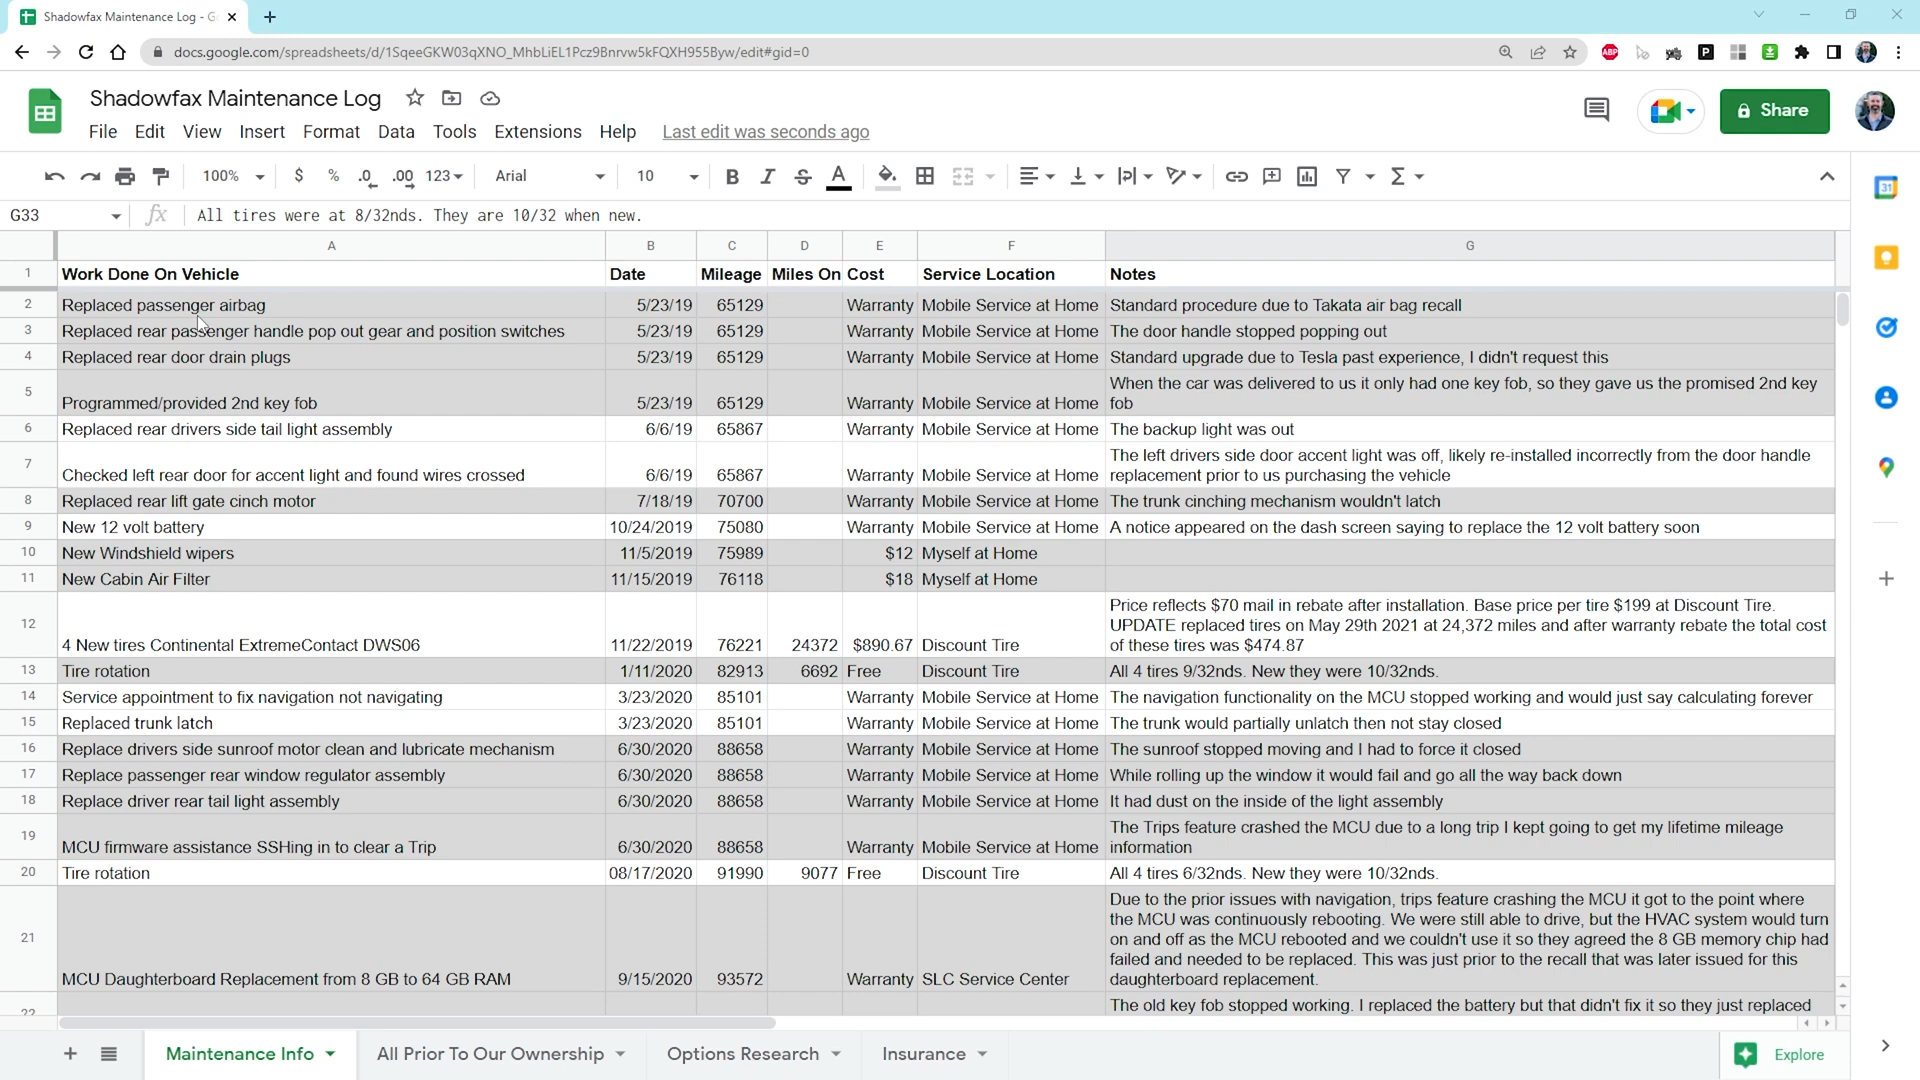 Shadowfax Maintenance Log - G
docs.google.com/spreadsheets/d/1SqeeGKW03qXNO_MhbLiEL1Pcz9Bnrvw5kFQXH955Byw/edit#gid=0
ABP
P
Shadowfax Maintenance Log
Share
File Edit View Insert Format Data Tools Extensions Help Last edit was seconds ago
100% $ % .0 .00 123 Arial 10 B I S A
31
G33 fx All tires were at 8/32nds. They are 10/32 when new.
A B C D E F G
1 Work Done On Vehicle Date Mileage Miles On Cost Service Location Notes
2 Replaced passenger airbag 5/23/19 65129 Warranty Mobile Service at Home Standard procedure due to Takata air bag recall
3 Replaced rear passenger handle pop out gear and position switches 5/23/19 65129 Warranty Mobile Service at Home The door handle stopped popping out
4 Replaced rear door drain plugs 5/23/19 65129 Warranty Mobile Service at Home Standard upgrade due to Tesla past experience, I didn't request this
When the car was delivered to us it only had one key fob, so they gave us the promised 2nd key
5 Programmed/provided 2nd key fob 5/23/19 65129 Warranty Mobile Service at Home fob
6 Replaced rear drivers side tail light assembly 6/6/19 65867 Warranty Mobile Service at Home The backup light was out
The left drivers side door accent light was off, likely re-installed incorrectly from the door handle
7 Checked left rear door for accent light and found wires crossed 6/6/19 65867 Warranty Mobile Service at Home replacement prior to us purchasing the vehicle
8 Replaced rear lift gate cinch motor 7/18/19 70700 Warranty Mobile Service at Home The trunk cinching mechanism wouldn't latch
9 New 12 volt battery 10/24/2019 75080 Warranty Mobile Service at Home A notice appeared on the dash screen saying to replace the 12 volt battery soon
10 New Windshield wipers 11/5/2019 75989 $12 Myself at Home
11 New Cabin Air Filter 11/15/2019 76118 $18 Myself at Home
Price reflects $70 mail in rebate after installation. Base price per tire $199 at Discount Tire.
UPDATE replaced tires on May 29th 2021 at 24,372 miles and after warranty rebate the total cost
12 4 New tires Continental ExtremeContact DWS06 11/22/2019 76221 24372 $890.67 Discount Tire of these tires was $474.87
13 Tire rotation 1/11/2020 82913 6692 Free Discount Tire All 4 tires 9/32nds. New they were 10/32nds.
14 Service appointment to fix navigation not navigating 3/23/2020 85101 Warranty Mobile Service at Home The navigation functionality on the MCU stopped working and would just say calculating forever
15 Replaced trunk latch 3/23/2020 85101 Warranty Mobile Service at Home The trunk would partially unlatch then not stay closed
16 Replace drivers side sunroof motor clean and lubricate mechanism 6/30/2020 88658 Warranty Mobile Service at Home The sunroof stopped moving and I had to force it closed
17 Replace passenger rear window regulator assembly 6/30/2020 88658 Warranty Mobile Service at Home While rolling up the window it would fail and go all the way back down
18 Replace driver rear tail light assembly 6/30/2020 88658 Warranty Mobile Service at Home It had dust on the inside of the light assembly
The Trips feature crashed the MCU due to a long trip I kept going to get my lifetime mileage
19 MCU firmware assistance SSHing in to clear a Trip 6/30/2020 88658 Warranty Mobile Service at Home information
20 Tire rotation 08/17/2020 91990 9077 Free Discount Tire All 4 tires 6/32nds. New they were 10/32nds.
Due to the prior issues with navigation, trips feature crashing the MCU it got to the point where
the MCU was continuously rebooting. We were still able to drive, but the HVAC system would turn
on and off as the MCU rebooted and we couldn't use it so they agreed the 8 GB memory chip had
failed and needed to be replaced. This was just prior to the recall that was later issued for this
21 MCU Daughterboard Replacement from 8 GB to 64 GB RAM 9/15/2020 93572 Warranty SLC Service Center daughterboard replacement.
22 The old key fob stopped working. I replaced the battery but that didn't fix it so they just replaced
Maintenance Info All Prior To Our Ownership Options Research Insurance Explore